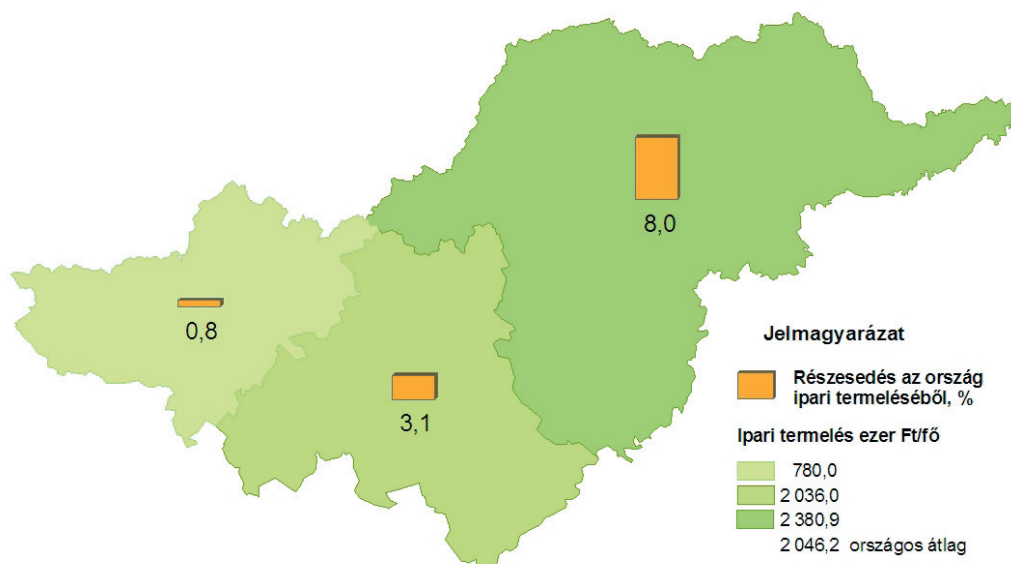 8,0
0,8
3,1
Jelmagyarázat
Részesedés az ország
ipari termeléséből, %
Ipari termelés ezer Ft/fő
780,0
2 036,0
2 380,9
2 046,2 országos átlag